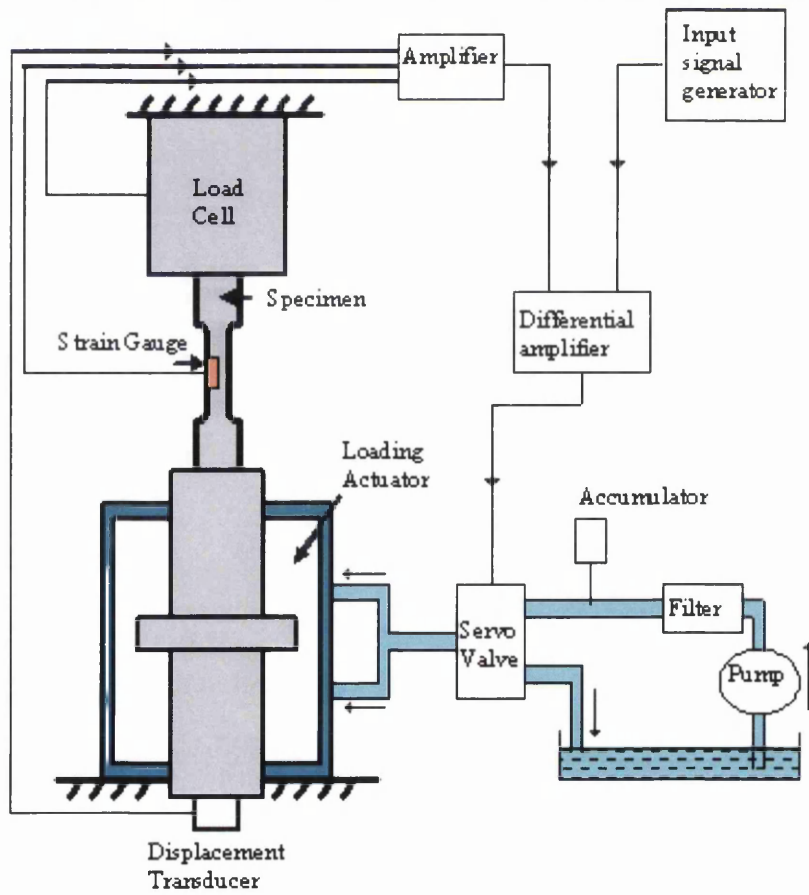 Amplifier
Input
signal
generator
Load
Cell
Specimen
Strain Gauge
Differential
amplifier
Loading
Actuator
Accumulator
Servo
Valve
Filter
Pump
Displacement
Transducer